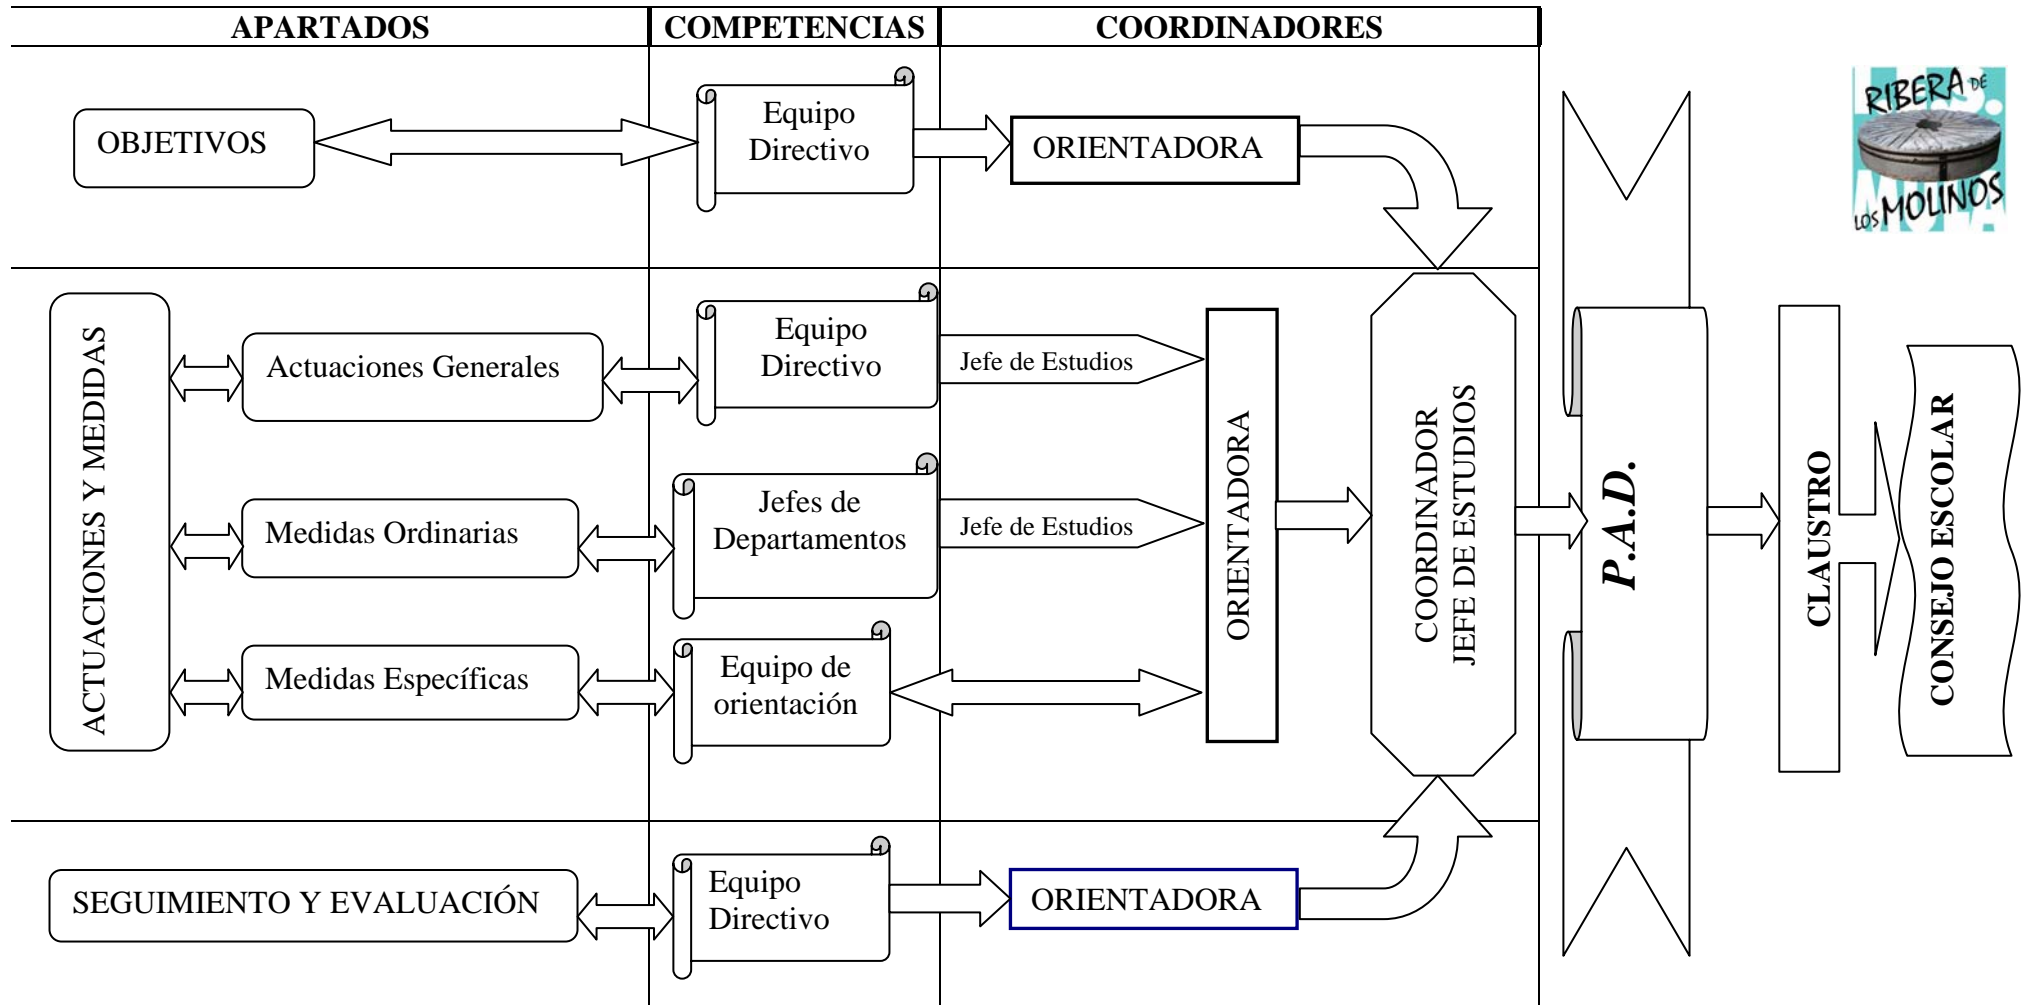 APARTADOS
COMPETENCIAS
COORDINADORES
OBJETIVOS
Equipo
Directivo
ORIENTADORA
RIBERA DE
LOS MOLINOS
ACTUACIONES Y MEDIDAS
Actuaciones Generales
Equipo
Directivo
Jefe de Estudios
Medidas Ordinarias
Jefes de
Departamentos
Jefe de Estudios
Medidas Específicas
Equipo de
orientación
ORIENTADORA
COORDINADOR
JEFE DE ESTUDIOS
P.A.D.
CLAUSTRO
CONSEJO ESCOLAR
SEGUIMIENTO Y EVALUACIÓN
Equipo
Directivo
ORIENTADORA